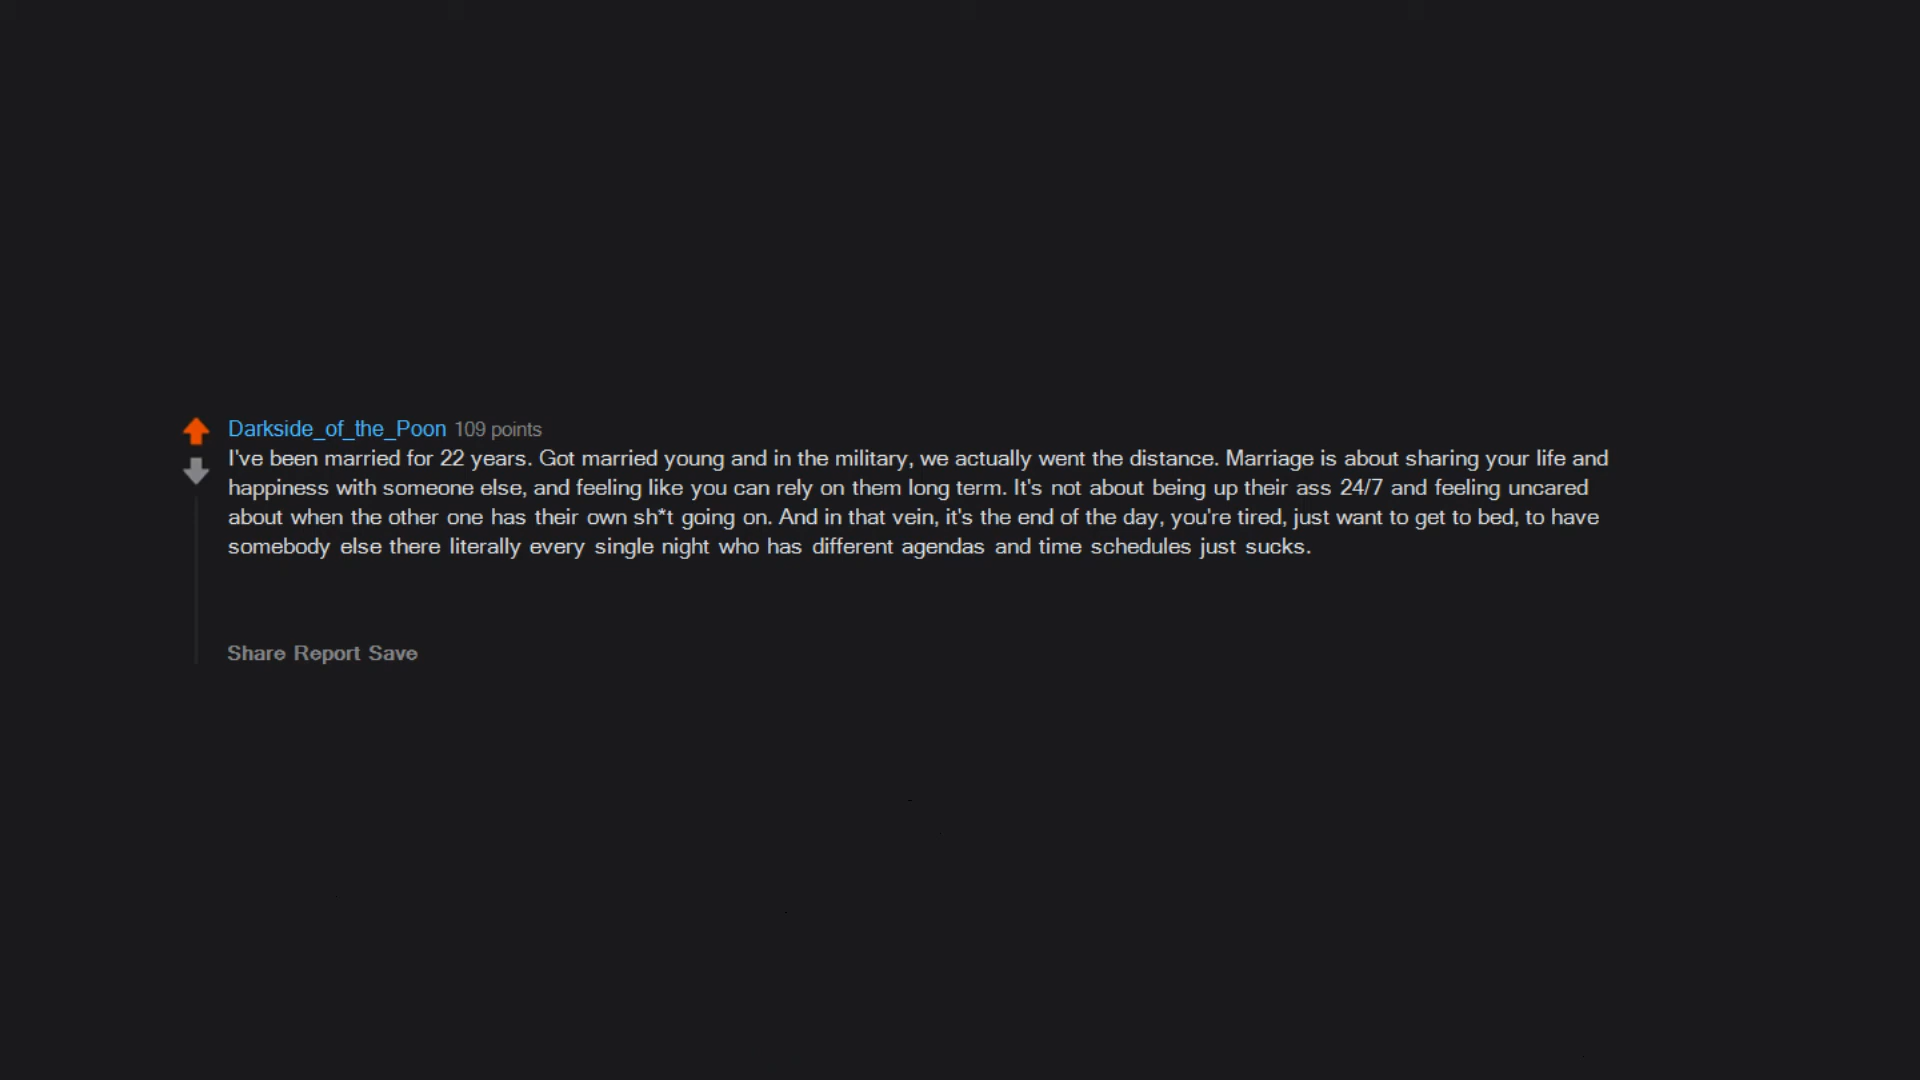 Darkside_of_the_Poon 109 points
I've been married for 22 years. Got married young and in the military, we actually went the distance. Marriage is about sharing your life and
happiness with someone else, and feeling like you can rely on them long term. It's not about being up their ass 24/7 and feeling uncared
about when the other one has their own sh*t going on. And in that vein, it's the end of the day, you're tired, just want to get to bed, to have
somebody else there literally every single night who has different agendas and time schedules just sucks.
Share Report Save